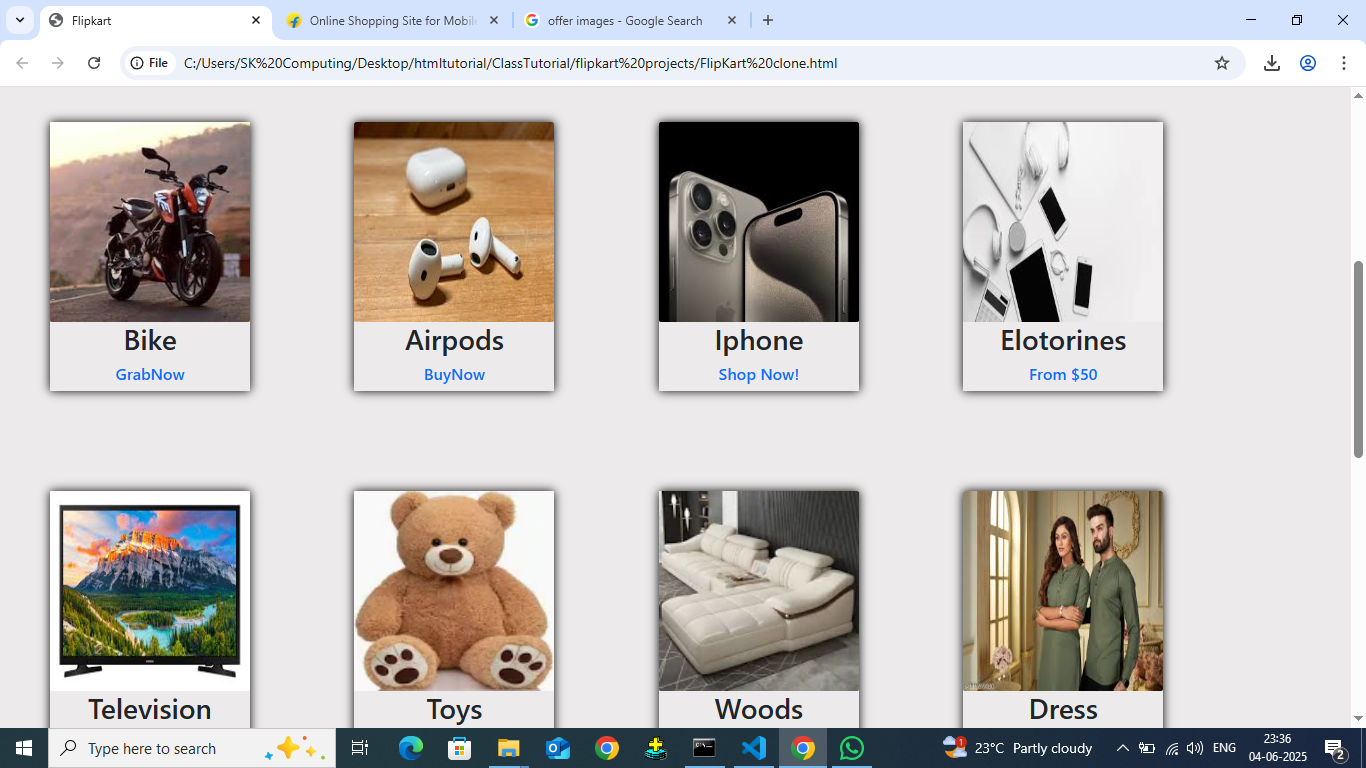 Flipkart
Online Shopping Site for Mobile
offer images - Google Search
File
C:/Users/SK%20Computing/Desktop/htmltutorial/ClassTutorial/flipkart%20projects/FlipKart%20clone.html
Bike
GrabNow
Airpods
BuyNow
Iphone
Shop Now!
Elotorines
From $50
Television
Toys
Woods
Dress
Type here to search
1
23°C Partly cloudy
ENG
23:36
04-06-2025
2